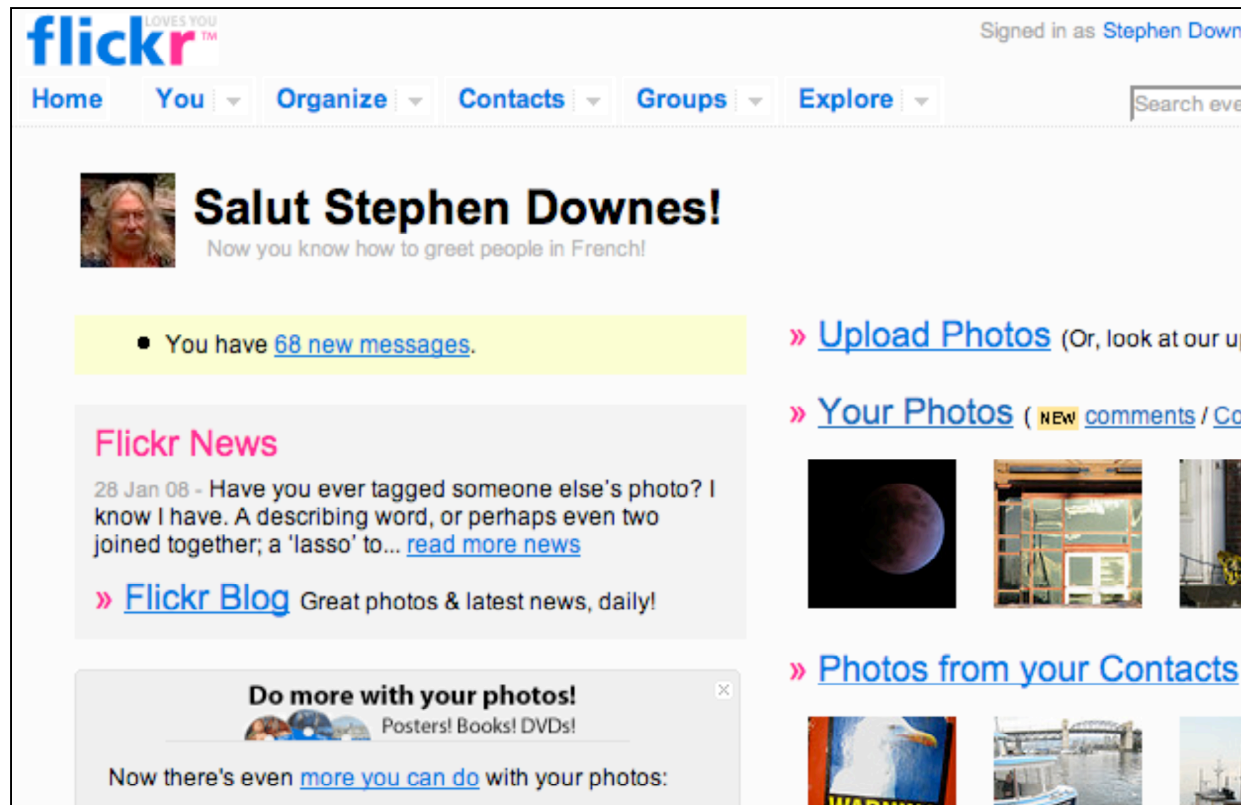 flickr LOVES YOU ™
Signed in as Stephen Down
Home You Organize Contacts Groups Explore
Search eve
Salut Stephen Downes!
Now you know how to greet people in French!
You have 68 new messages.
Flickr News
28 Jan 08 - Have you ever tagged someone else's photo? I
know I have. A describing word, or perhaps even two
joined together; a 'lasso' to... read more news
» Flickr Blog Great photos & latest news, daily!
Do more with your photos!
Posters! Books! DVDs!
Now there's even more you can do with your photos:
» Upload Photos (Or, look at our u
» Your Photos ( NEW comments / Co
» Photos from your Contacts
WARNIN